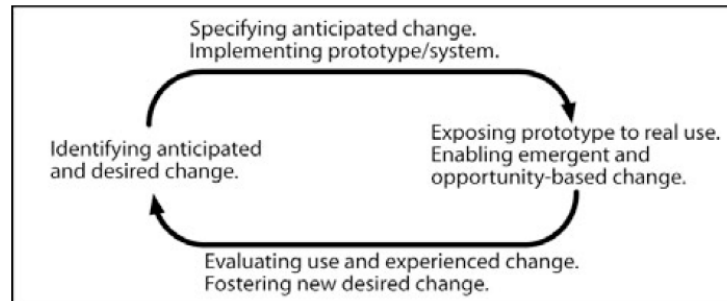 Specifying anticipated change.
Implementing prototype/system.
Identifying anticipated
and desired change.
Exposing prototype to real use.
Enabling emergent and
opportunity-based change.
Evaluating use and experienced change.
Fostering new desired change.